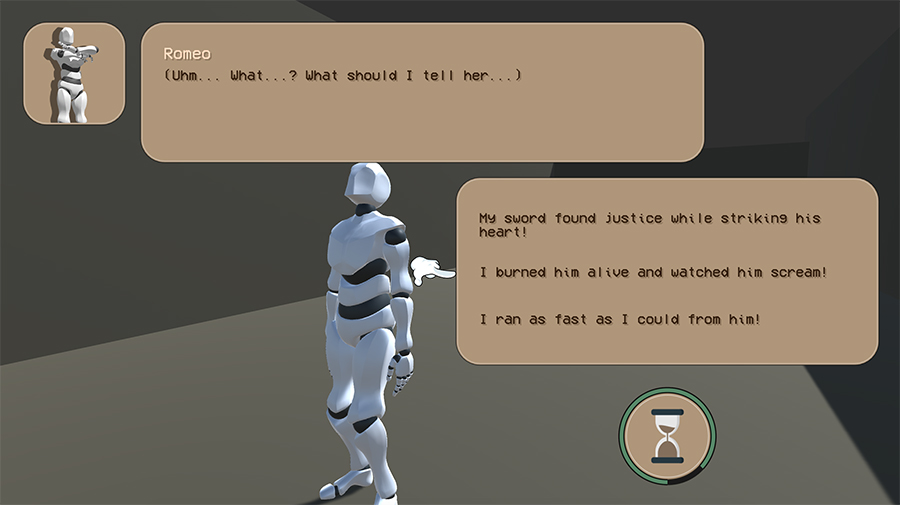 Romeo
(Uhm... What...? What should I tell her...)
My sword found justice while striking his
heart!
I burned him alive and watched him scream!
I ran as fast as I could from him!